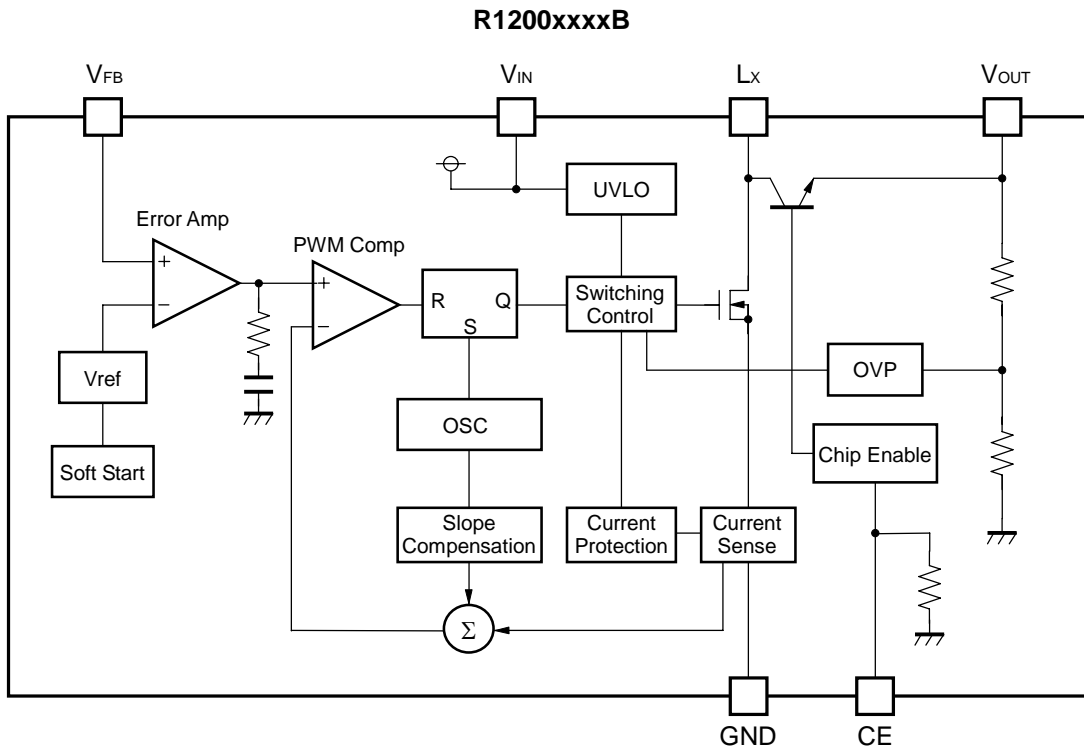 R1200xxxxB
VFB
VIN
LX
VOUT
UVLO
Error Amp
PWM Comp
+
−
+
−
R
Q
S
Switching
Control
Vref
OVP
OSC
Soft Start
Chip Enable
Slope
Compensation
Current
Protection
Current
Sense
Σ
GND
CE